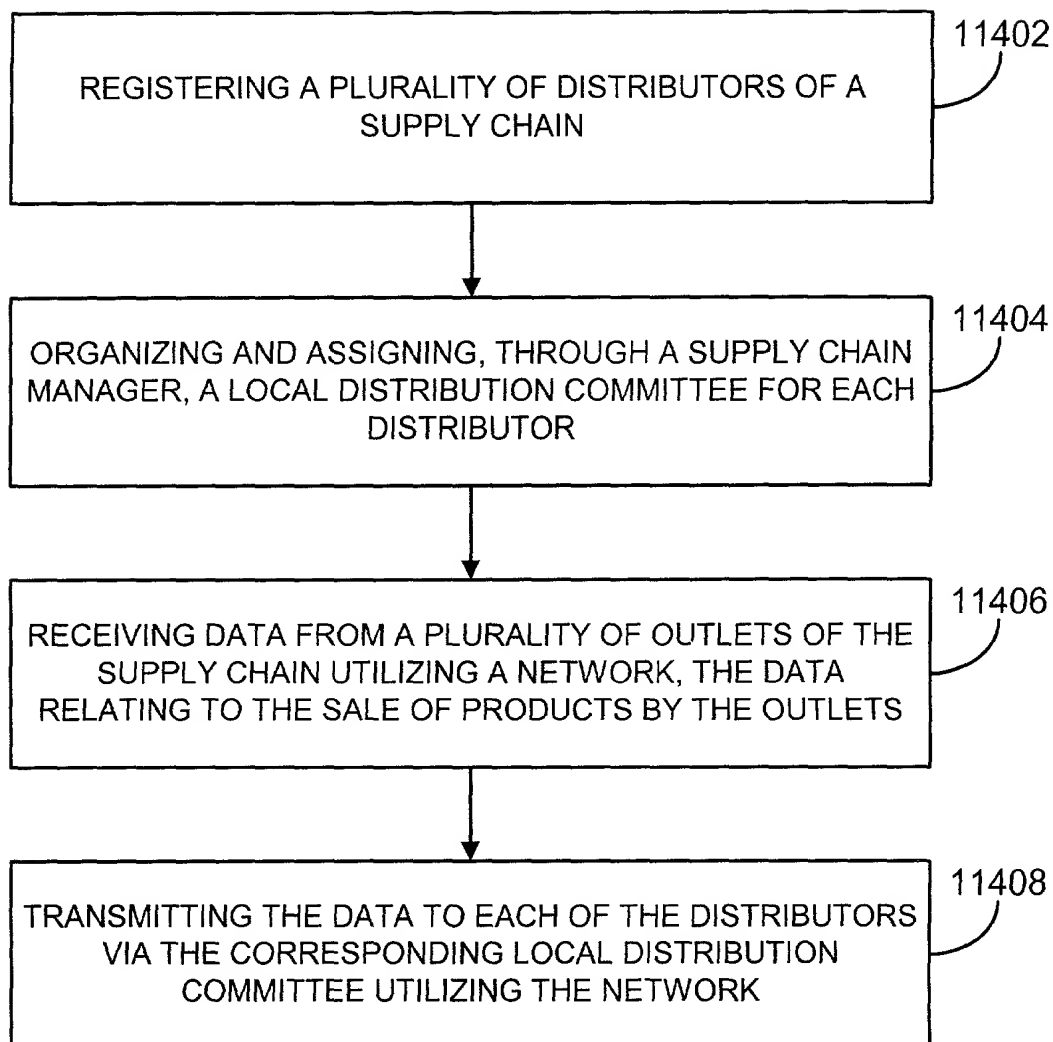 11402
REGISTERING A PLURALITY OF DISTRIBUTORS OF A
SUPPLY CHAIN
11404
ORGANIZING AND ASSIGNING, THROUGH A SUPPLY CHAIN
MANAGER, A LOCAL DISTRIBUTION COMMITTEE FOR EACH
DISTRIBUTOR
11406
RECEIVING DATA FROM A PLURALITY OF OUTLETS OF THE
SUPPLY CHAIN UTILIZING A NETWORK, THE DATA
RELATING TO THE SALE OF PRODUCTS BY THE OUTLETS
11408
TRANSMITTING THE DATA TO EACH OF THE DISTRIBUTORS
VIA THE CORRESPONDING LOCAL DISTRIBUTION
COMMITTEE UTILIZING THE NETWORK